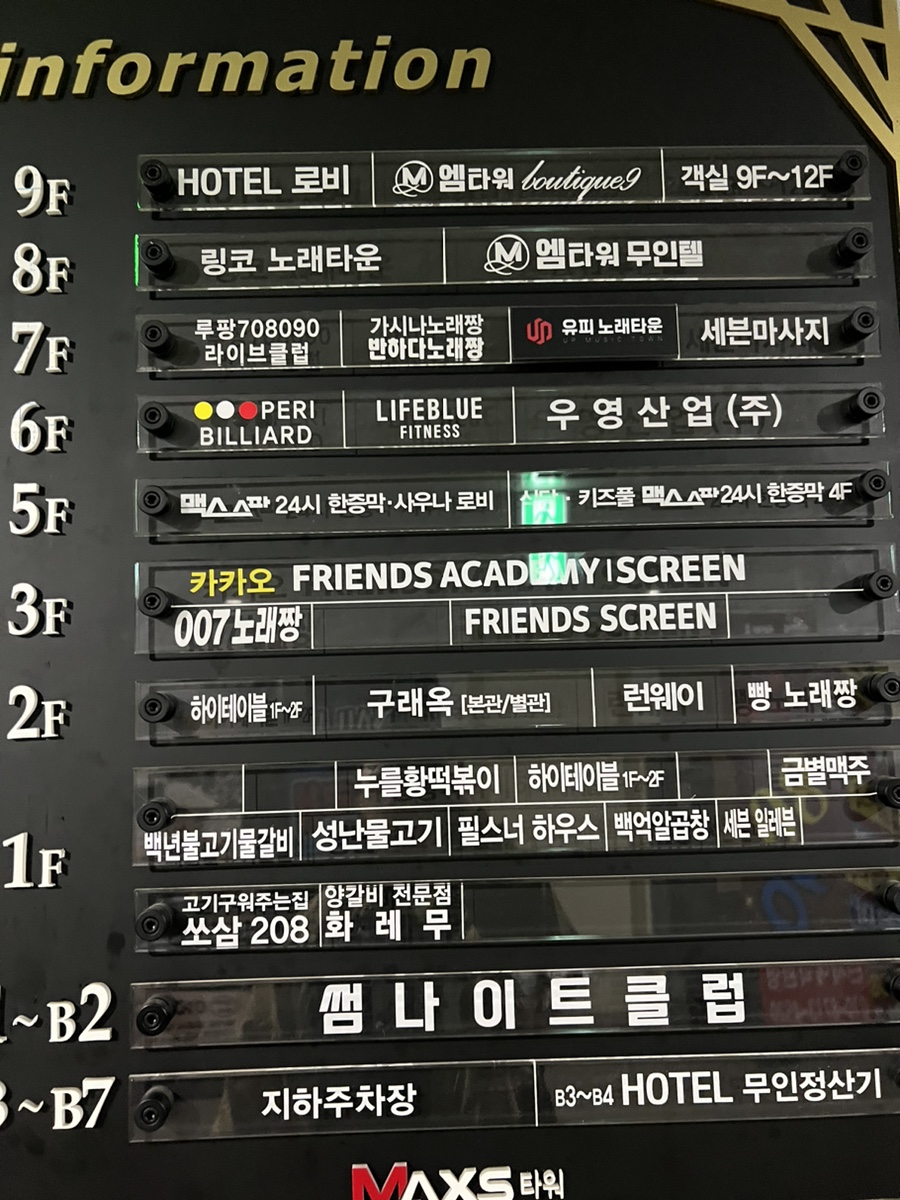 information
9F HOTEL 로비 M 엠타워 boutique9 객실 9F~12F
8F 링코 노래타운 M 엠타워 무인텔
7F 루팡708090 라이브클럽 가시나노래짱 반하다노래짱 유피 노래타운 UP MUSIC TOWN 세븐마사지
6F PERI BILLIARD LIFEBLUE FITNESS 우영산업(주)
5F 맥스스파 24시 한증막·사우나 로비 식당· 키즈풀 맥스스파 24시 한증막 4F
3F 카카오 FRIENDS ACADEMY|SCREEN
007노래짱 FRIENDS SCREEN
2F 하이테이블 1F~2F 구래옥 [본관/별관] 런웨이 빵 노래짱
1F 누를황떡볶이 하이테이블 1F~2F 금별맥주
백년불고기물갈비 성난물고기 필스너 하우스 백억알곱창 세븐 일레븐
고기구워주는집 쏘삼 208 양갈비 전문점 화레무
~B2 쌤나이트클럽
~B7 지하주차장 B3~B4 HOTEL 무인정산기
MAXS 타워